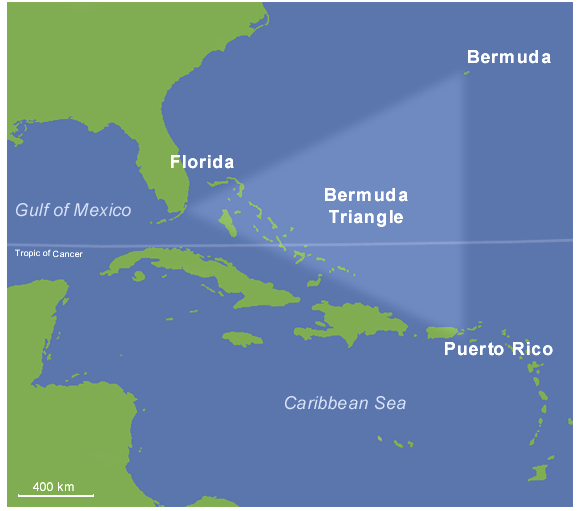 Bermuda
Florida
Bermuda
Triangle
Gulf of Mexico
Tropic of Cancer
Puerto Rico
Caribbean Sea
400 km